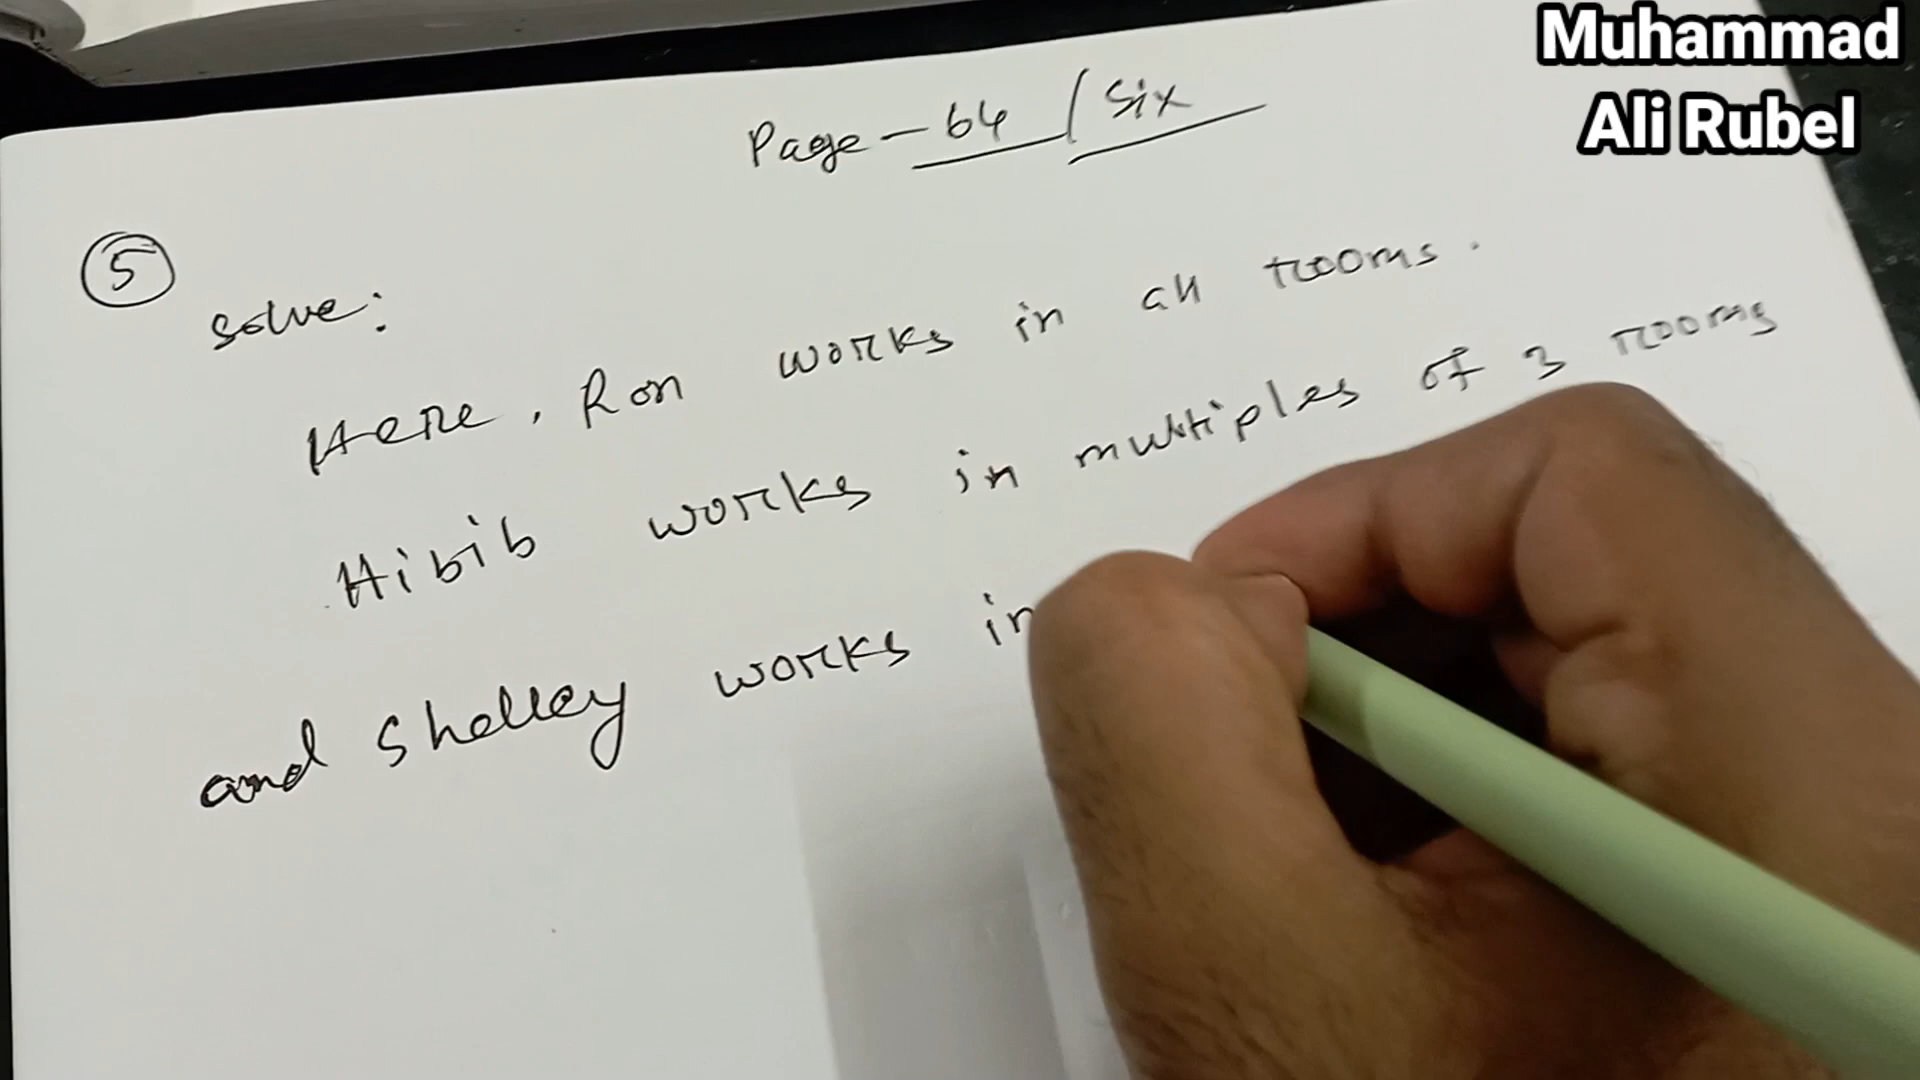 Muhammad
Ali Rubel
Page - 64 / Six
5
Solve:
Here, Ron works in all rooms.
Hibib works in multiples of 3 rooms
and Shelley works in